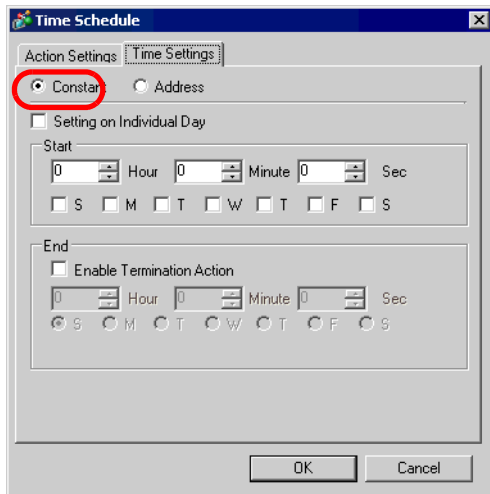 Time Schedule
Action Settings Time Settings
Constant Address
Setting on Individual Day
Start
0 Hour 0 Minute 0 Sec
S M T W T F S
End
Enable Termination Action
0 Hour 0 Minute 0 Sec
S M T W T F S
OK Cancel